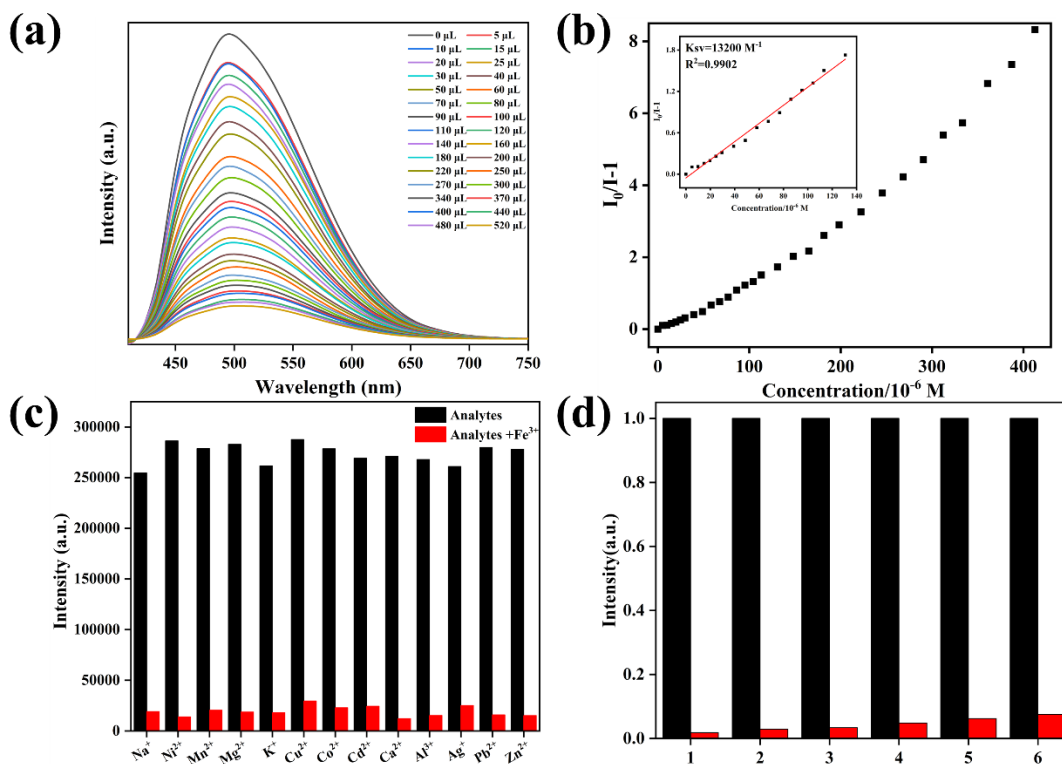 (a)
Intensity (a.u.)
0 μL 5 μL
10 μL 15 μL
20 μL 25 μL
30 μL 40 μL
50 μL 60 μL
70 μL 80 μL
90 μL 100 μL
110 μL 120 μL
140 μL 160 μL
180 μL 200 μL
220 μL 250 μL
270 μL 300 μL
340 μL 370 μL
400 μL 440 μL
480 μL 520 μL
450 500 550 600 650 700 750
Wavelength (nm)
(b)
I₀/I-1
8
6
4
2
0
Ksv=13200 M⁻¹
R²=0.9902
I₀/I-1
1.8
1.2
0.6
0.0
0 20 40 60 80 100 120 140
Concentration/10⁻⁶ M
0 100 200 300 400
Concentration/10⁻⁶ M
(c)
Intensity (a.u.)
300000
250000
200000
150000
100000
50000
0
Analytes
Analytes +Fe³⁺
Na⁺ Ni²⁺ Mn²⁺ Mg²⁺ K⁺ Cu²⁺ Co²⁺ Cd²⁺ Ca²⁺ Al³⁺ Ag⁺ Pb²⁺ Zn²⁺
(d)
Intensity(a.u.)
1.0
0.8
0.6
0.4
0.2
0.0
1 2 3 4 5 6